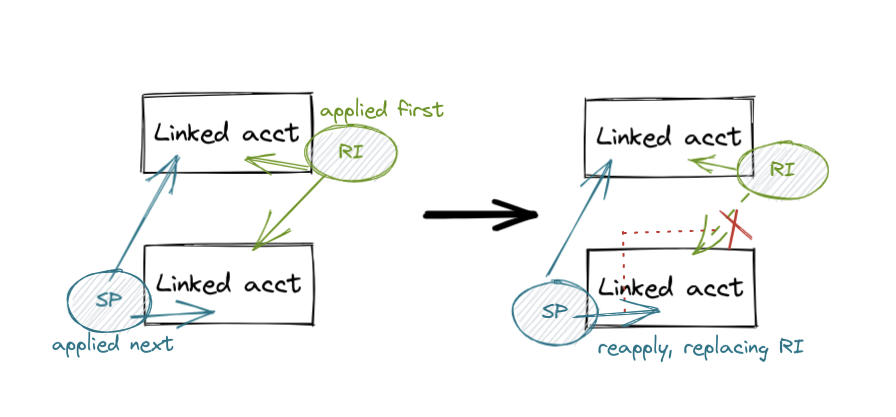 applied first
Linked acct
RI
Linked acct
SP
applied next
Linked acct
RI
Linked acct
SP
reapply, replacing RI